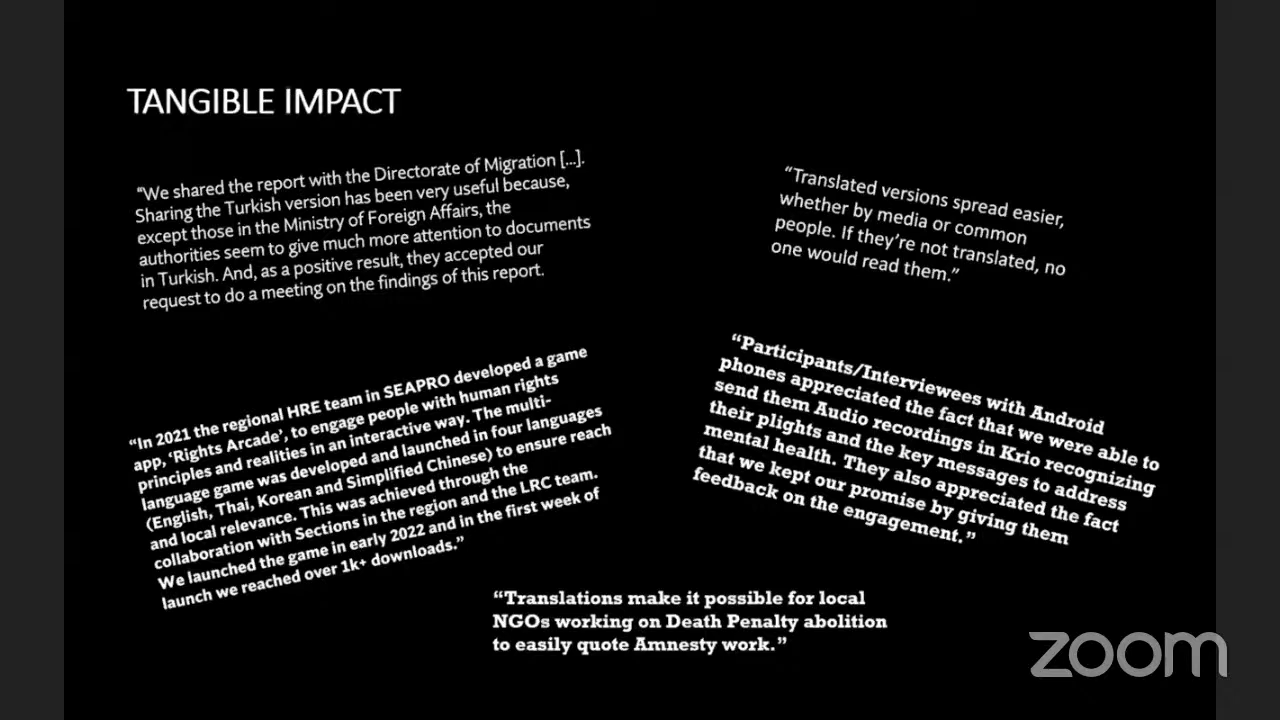 TANGIBLE IMPACT
“We shared the report with the Directorate of Migration [...].
Sharing the Turkish version has been very useful because,
except those in the Ministry of Foreign Affairs, the
authorities seem to give much more attention to documents
in Turkish. And, as a positive result, they accepted our
request to do a meeting on the findings of this report.
“Translated versions spread easier,
whether by media or common
people. If they’re not translated, no
one would read them.”
“In 2021 the regional HRE team in SEAPRO developed a game
app, ‘Rights Arcade’, to engage people with human rights
principles and realities in an interactive way. The multi-
language game was developed and launched in four languages
(English, Thai, Korean and Simplified Chinese) to ensure reach
and local relevance. This was achieved through the
collaboration with Sections in the region and the LRC team.
We launched the game in early 2022 and in the first week of
launch we reached over 1k+ downloads.”
“Participants/Interviewees with Android
phones appreciated the fact that we were able to
send them Audio recordings in Krio recognizing
their plights and the key messages to address
mental health. They also appreciated the fact
that we kept our promise by giving them
feedback on the engagement.”
“Translations make it possible for local
NGOs working on Death Penalty abolition
to easily quote Amnesty work.”
zoom